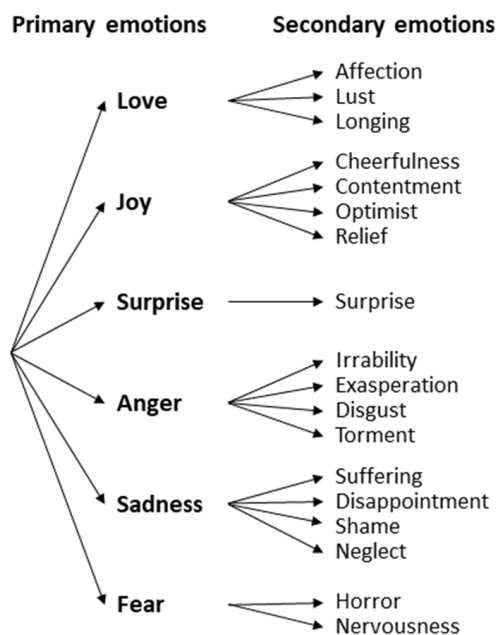 Primary emotions
Secondary emotions
Love
Affection
Lust
Longing
Joy
Cheerfulness
Contentment
Optimist
Relief
Surprise
Surprise
Anger
Irrability
Exasperation
Disgust
Torment
Sadness
Suffering
Disappointment
Shame
Neglect
Fear
Horror
Nervousness